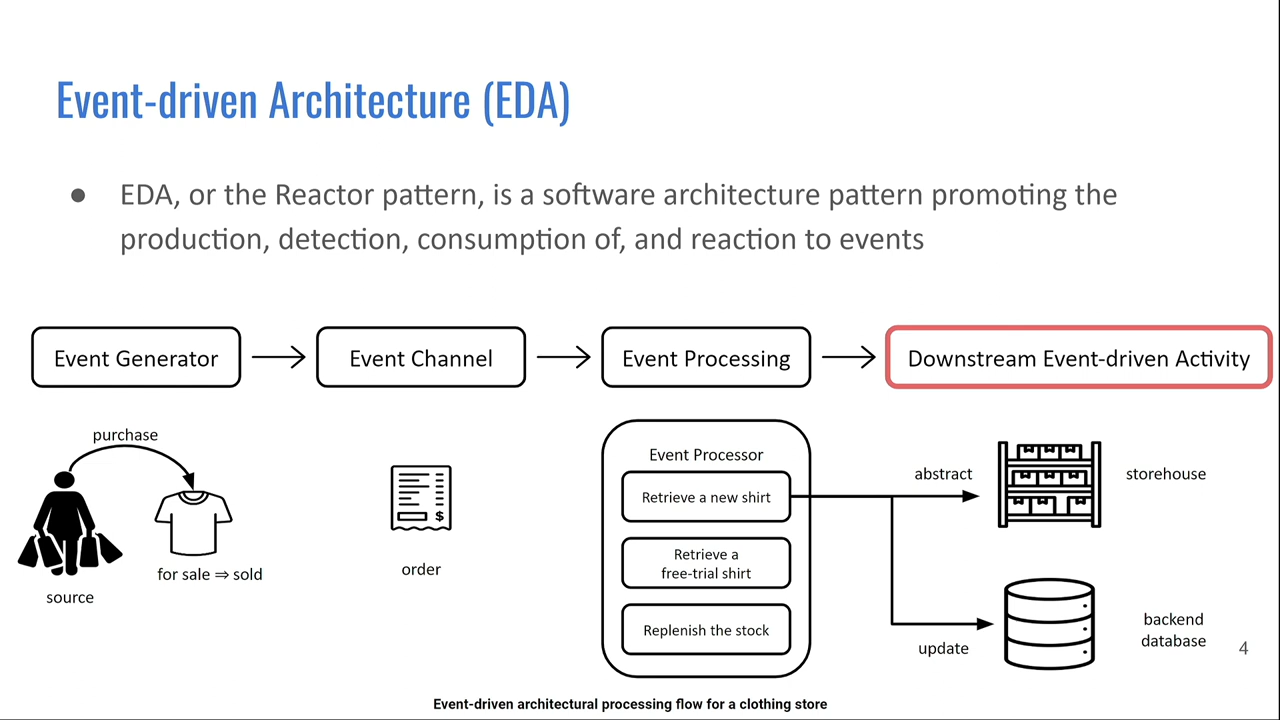 Event-driven Architecture (EDA)
● EDA, or the Reactor pattern, is a software architecture pattern promoting the
production, detection, consumption of, and reaction to events
Event Generator
Event Channel
Event Processing
Downstream Event-driven Activity
purchase
for sale ⇒ sold
source
$
order
Event Processor
Retrieve a new shirt
Retrieve a
free-trial shirt
Replenish the stock
abstract
storehouse
update
backend
database
4
Event-driven architectural processing flow for a clothing store